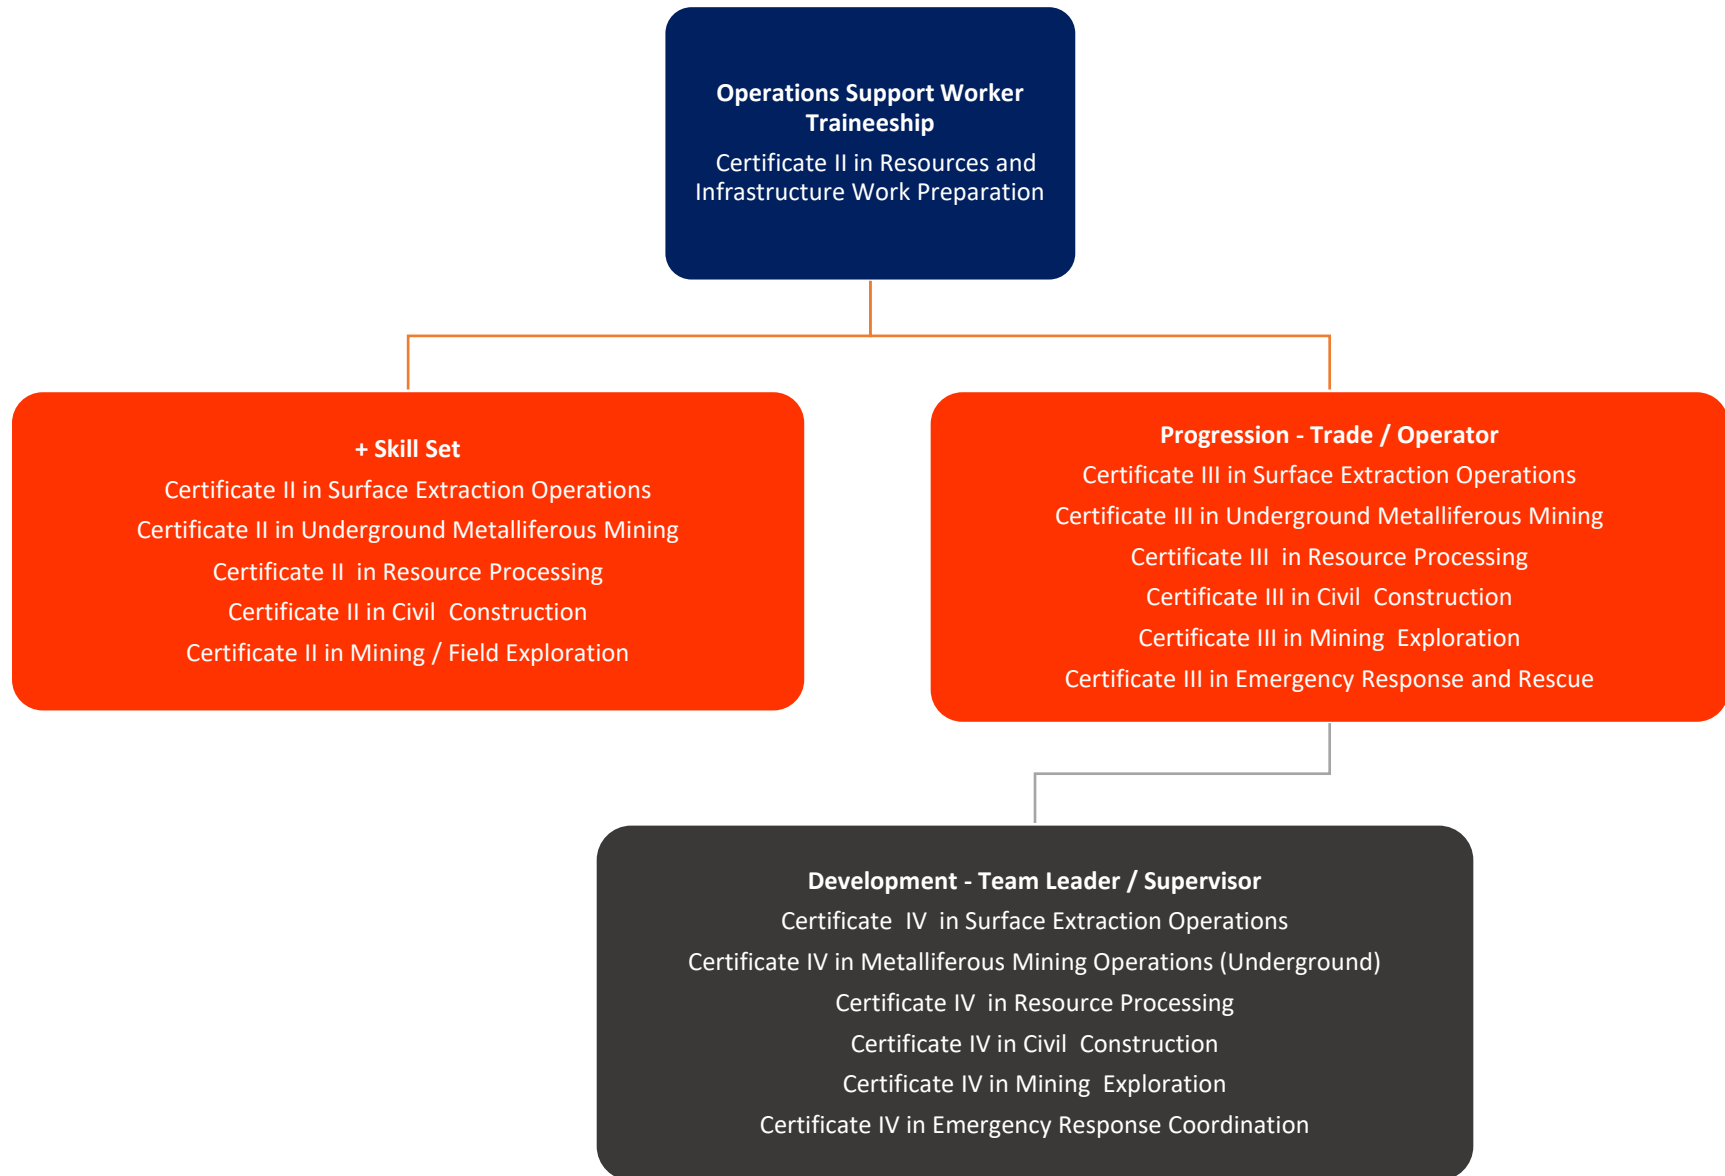 Operations Support Worker
Traineeship
Certificate II in Resources and
Infrastructure Work Preparation
+ Skill Set
Certificate II in Surface Extraction Operations
Certificate II in Underground Metalliferous Mining
Certificate II  in Resource Processing
Certificate II in Civil  Construction
Certificate II in Mining / Field Exploration
Progression - Trade / Operator
Certificate III in Surface Extraction Operations
Certificate III in Underground Metalliferous Mining
Certificate III  in Resource Processing
Certificate III in Civil  Construction
Certificate III in Mining  Exploration
Certificate III in Emergency Response and Rescue
Development - Team Leader / Supervisor
Certificate  IV  in Surface Extraction Operations
Certificate IV in Metalliferous Mining Operations (Underground)
Certificate IV  in Resource Processing
Certificate IV in Civil  Construction
Certificate IV in Mining  Exploration
Certificate IV in Emergency Response Coordination